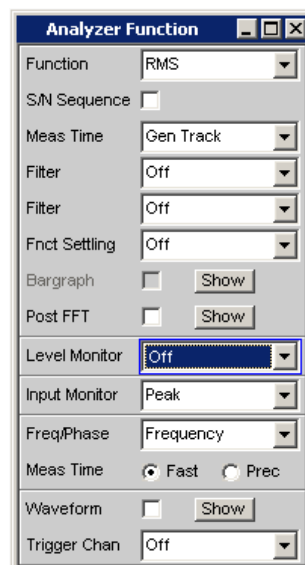 Analyzer Function
Function RMS
S/N Sequence
Meas Time Gen Track
Filter Off
Filter Off
Fnct Settling Off
Bargraph Show
Post FFT Show
Level Monitor Off
Input Monitor Peak
Freq/Phase Frequency
Meas Time Fast Prec
Waveform Show
Trigger Chan Off